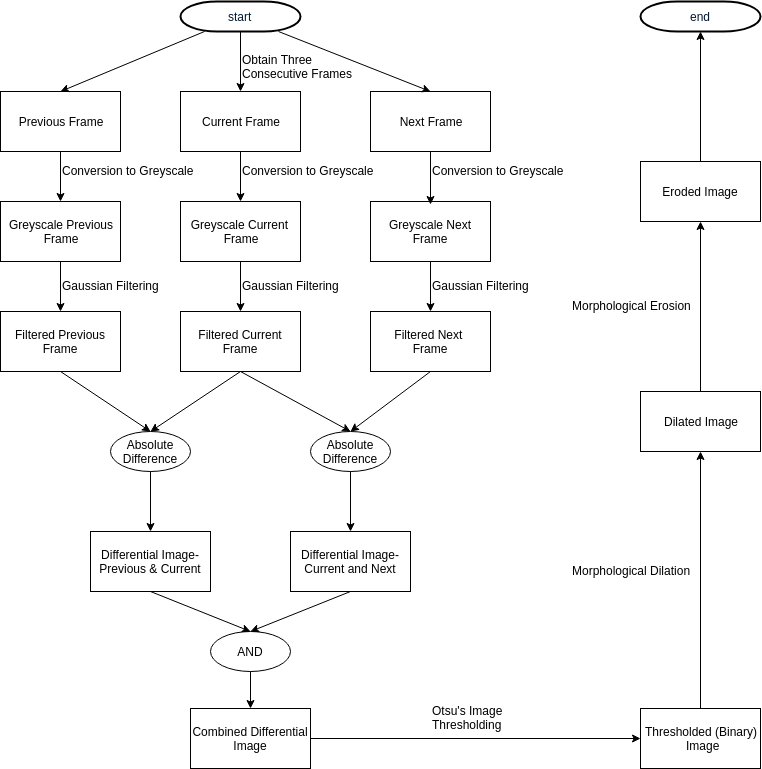 start
end
Obtain Three
Consecutive Frames
Previous Frame
Current Frame
Next Frame
Conversion to Greyscale
Conversion to Greyscale
Conversion to Greyscale
Eroded Image
Greyscale Previous
Frame
Greyscale Current
Frame
Greyscale Next
Frame
Gaussian Filtering
Gaussian Filtering
Gaussian Filtering
Morphological Erosion
Filtered Previous
Frame
Filtered Current
Frame
Filtered Next
Frame
Dilated Image
Absolute
Difference
Absolute
Difference
Differential Image-
Previous & Current
Differential Image-
Current and Next
Morphological Dilation
AND
Combined Differential
Image
Otsu's Image
Thresholding
Thresholded (Binary)
Image